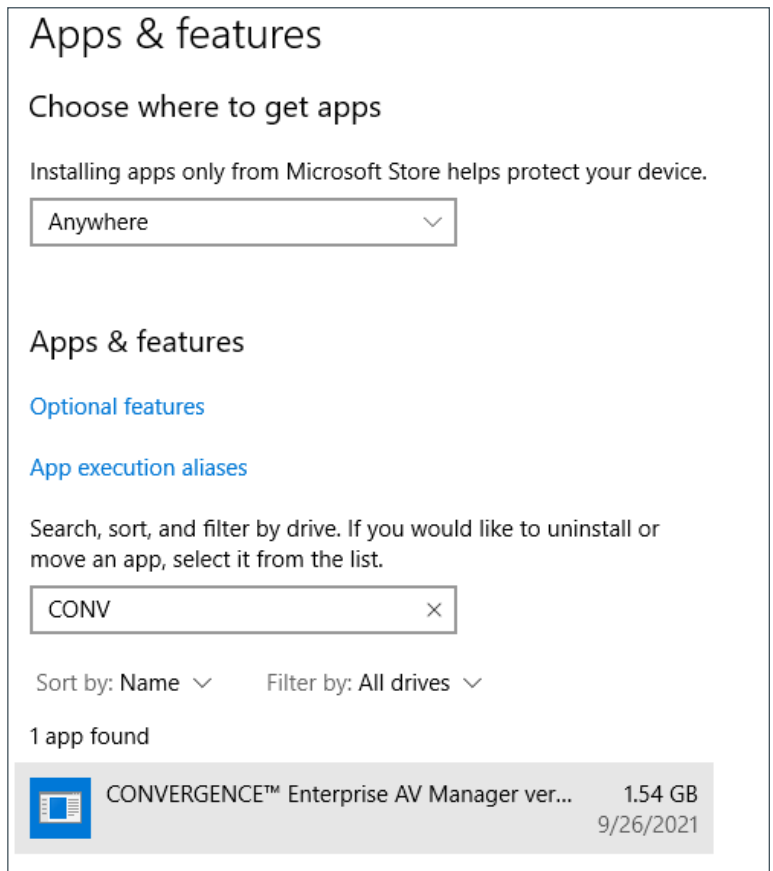 Apps & features
Choose where to get apps
Installing apps only from Microsoft Store helps protect your device.
Anywhere
Apps & features
Optional features
App execution aliases
Search, sort, and filter by drive. If you would like to uninstall or
move an app, select it from the list.
CONV
Sort by: Name Filter by: All drives
1 app found
CONVERGENCE™ Enterprise AV Manager ver... 1.54 GB
9/26/2021